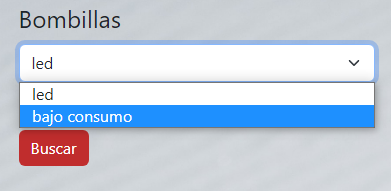 Bombillas
led
led
bajo consumo
Buscar